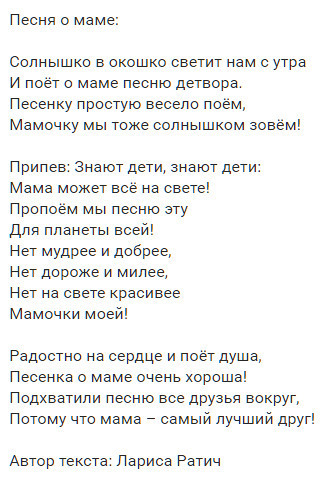 Песня о маме:

Солнышко в окошко светит нам с утра
И поёт о маме песню детвора.
Песенку простую весело поём,
Мамочку мы тоже солнышком зовём!

Припев: Знают дети, знают дети:
Мама может всё на свете!
Пропоём мы песню эту
Для планеты всей!
Нет мудрее и добрее,
Нет дороже и милее,
Нет на свете красивее
Мамочки моей!

Радостно на сердце и поёт душа,
Песенка о маме очень хороша!
Подхватили песню все друзья вокруг,
Потому что мама – самый лучший друг!

Автор текста: Лариса Ратич